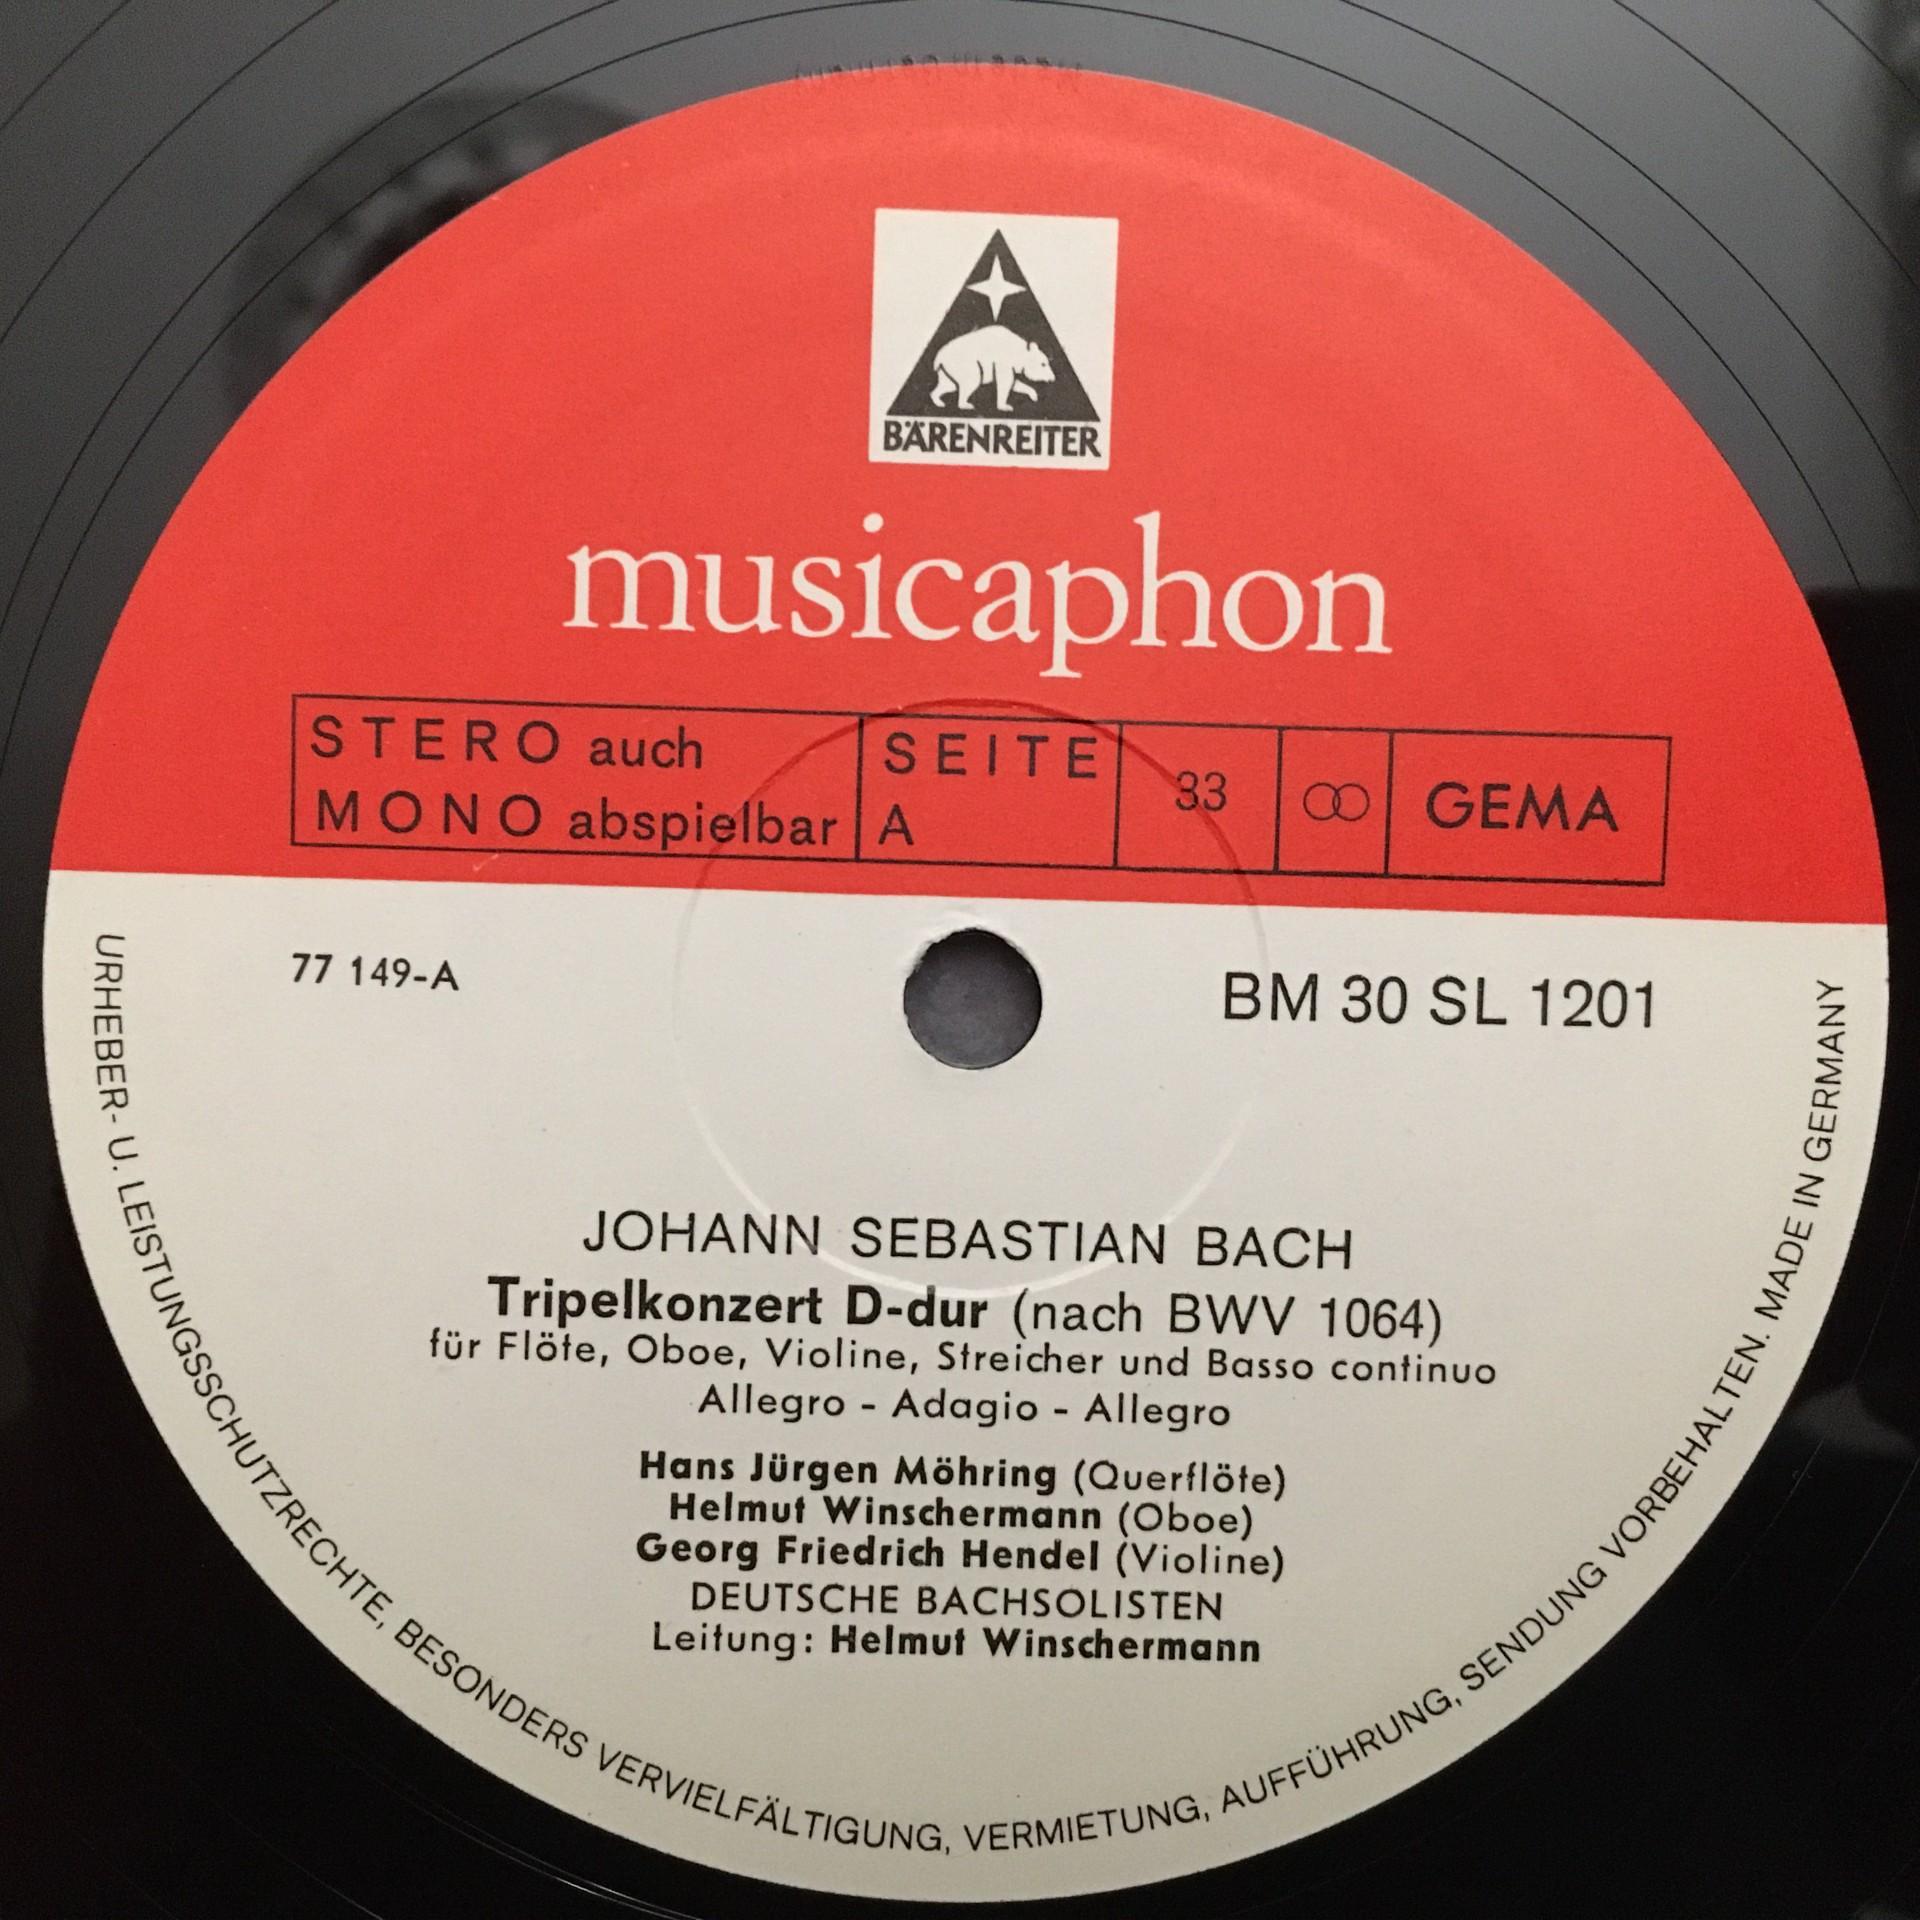 BÄRENREITER
musicaphon
STERO auch
MONO abspielbar
SEITE
A
33
GEMA
77 149-A
BM 30 SL 1201
JOHANN SEBASTIAN BACH
Tripelkonzert D-dur (nach BWV 1064)
für Flöte, Oboe, Violine, Streicher und Basso continuo
Allegro - Adagio - Allegro
Hans Jürgen Möhring (Querflöte)
Helmut Winschermann (Oboe)
Georg Friedrich Hendel (Violine)
DEUTSCHE BACHSOLISTEN
Leitung: Helmut Winschermann
URHEBER- U. LEISTUNGSSCHUTZRECHTE, BESONDERS VERVIELFÄLTIGUNG, VERMIETUNG, AUFFÜHRUNG, SENDUNG VORBEHALTEN. MADE IN GERMANY